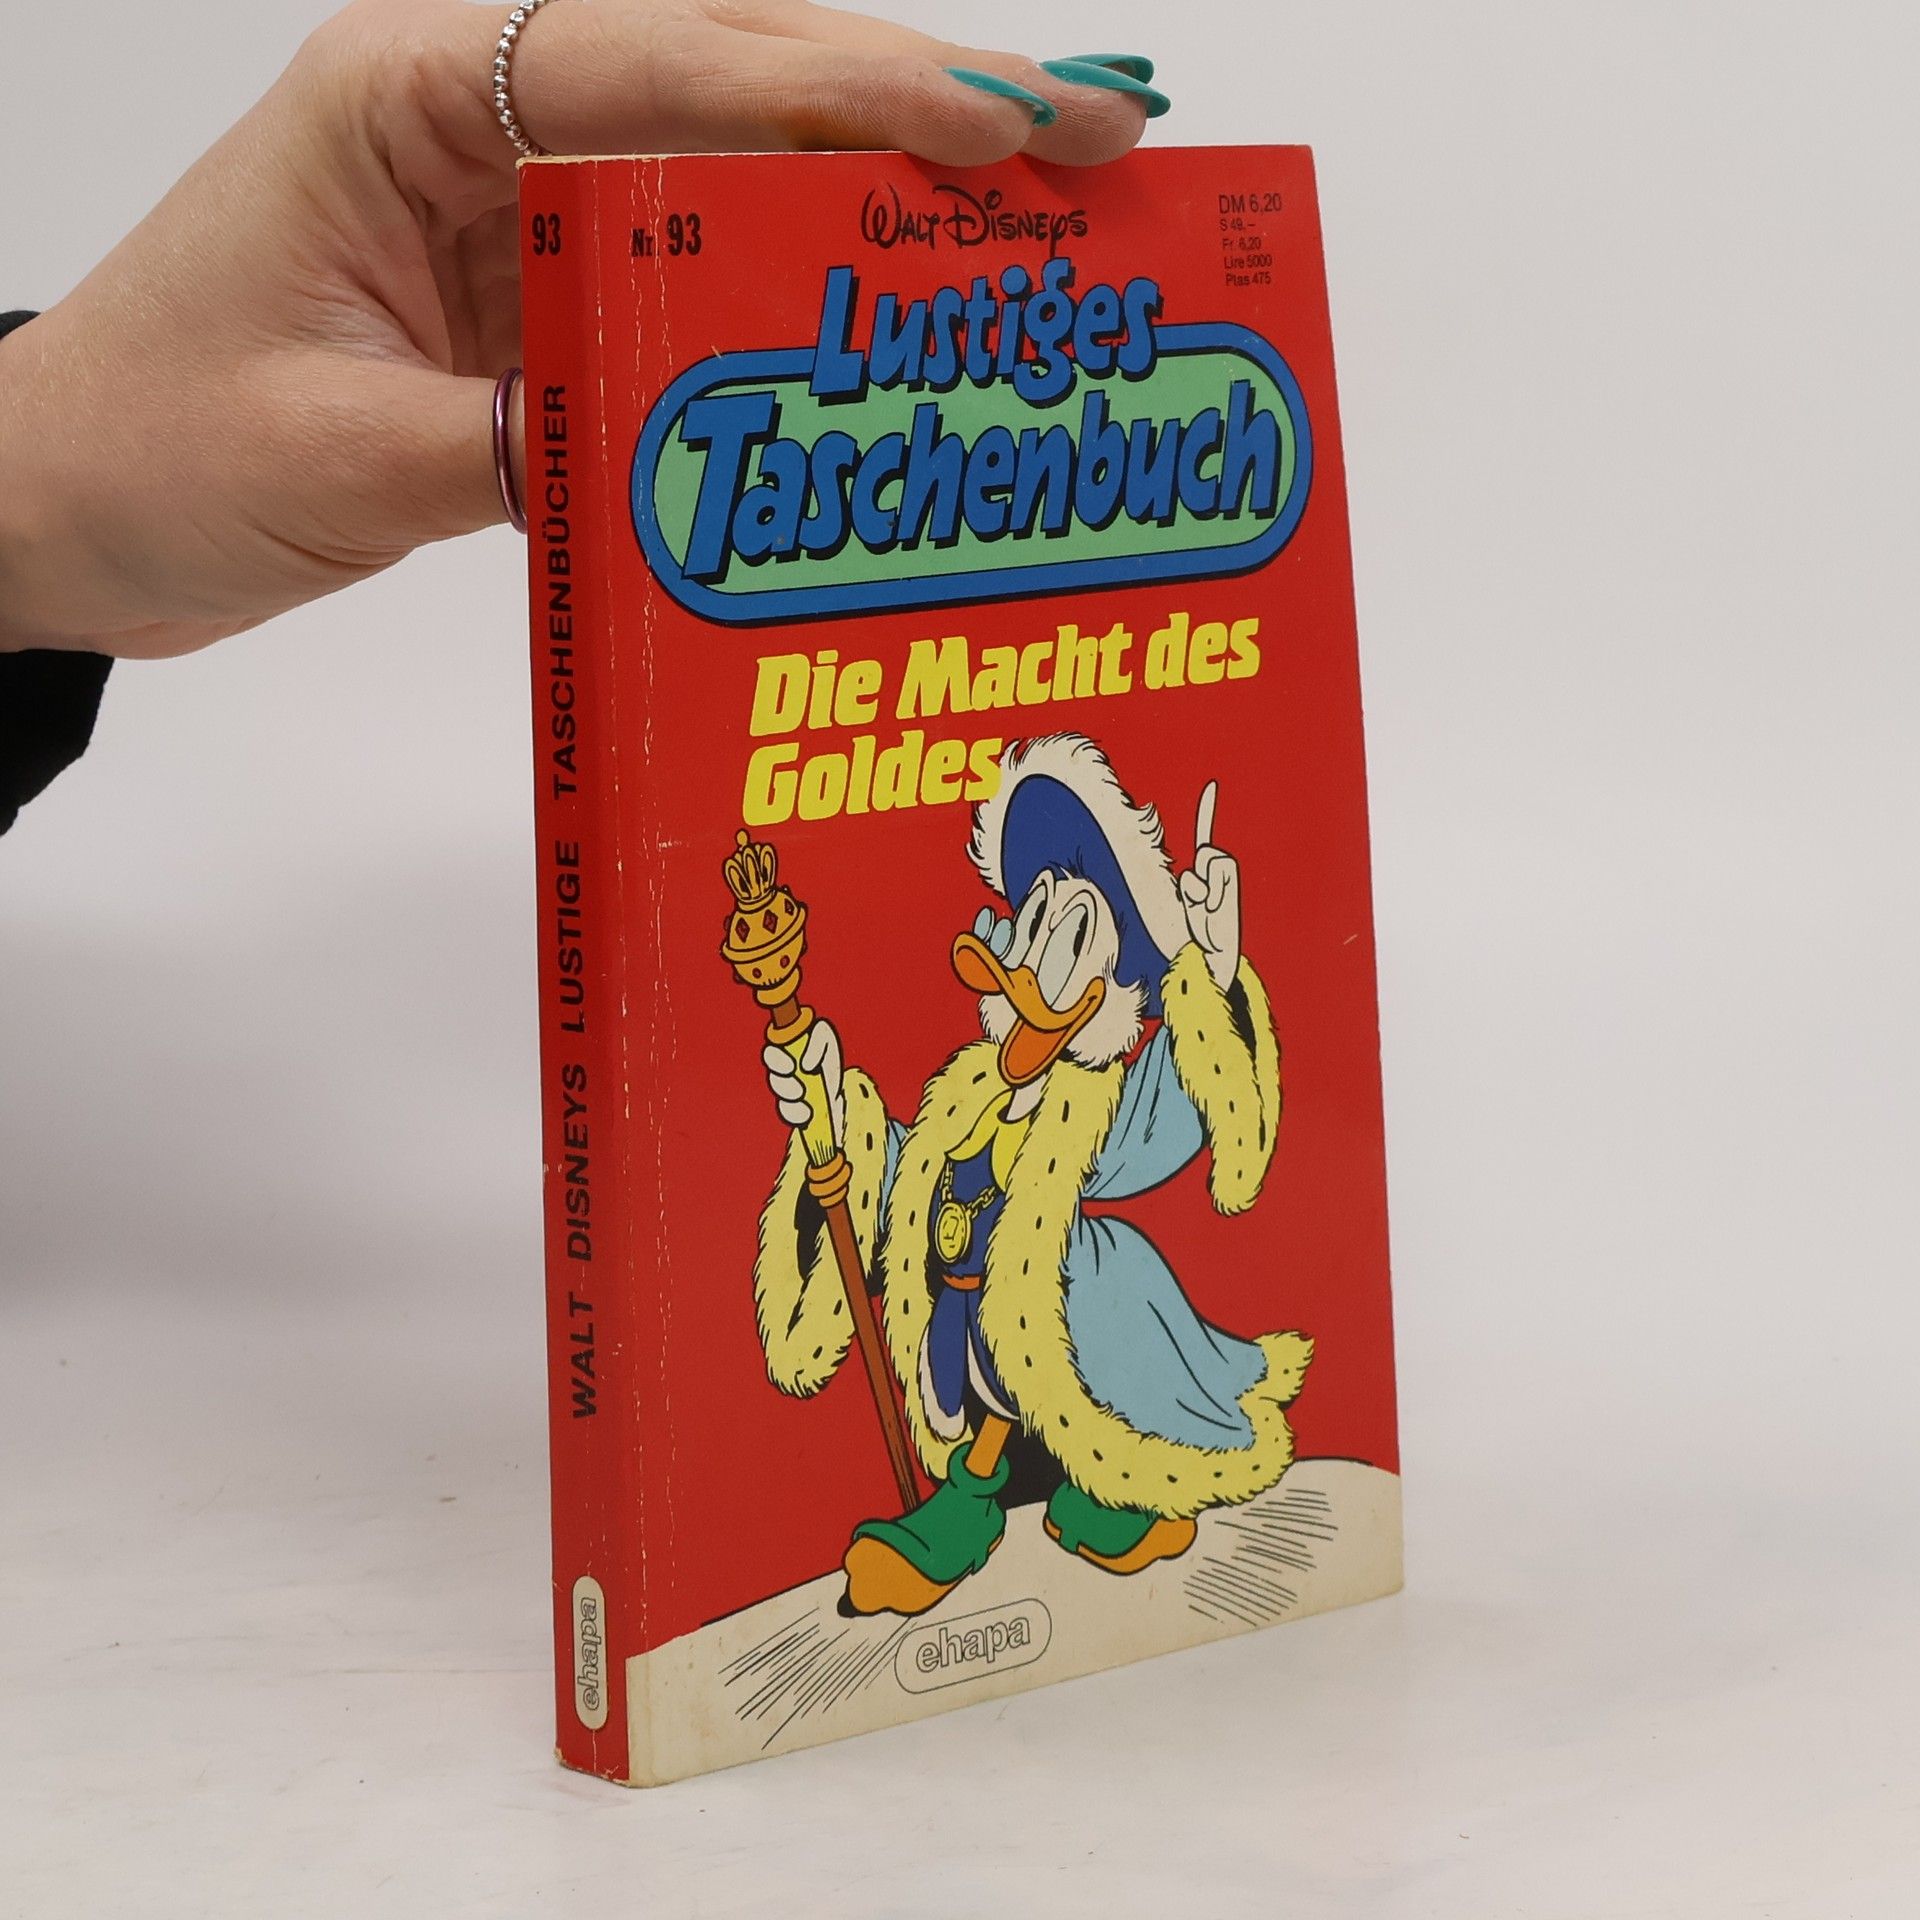 93
WALT DISNEYS LUSTIGE TASCHENBÜCHER
ehapa
Nr. 93
WALT DISNEYS
DM 6,20
S 49,–
Fr. 6,20
Lire 5000
Ptas 475
Lustiges
Taschenbuch
Die Macht des
Goldes
ehapa